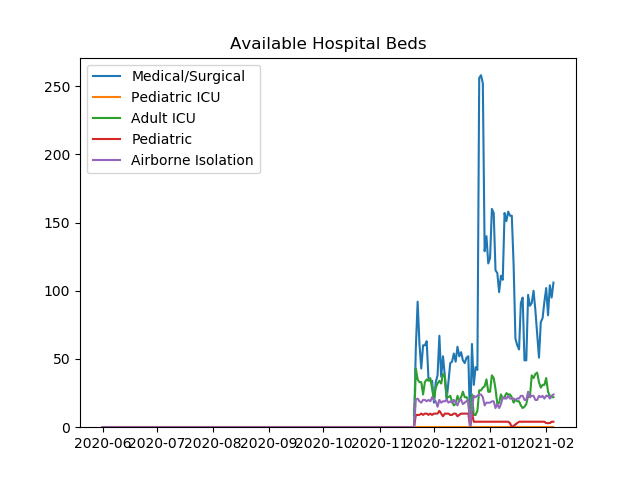 Available Hospital Beds
Medical/Surgical
Pediatric ICU
Adult ICU
Pediatric
Airborne Isolation
250
200
150
100
50
0
2020-06 2020-07 2020-08 2020-09 2020-10 2020-11 2020-12 2021-01 2021-02